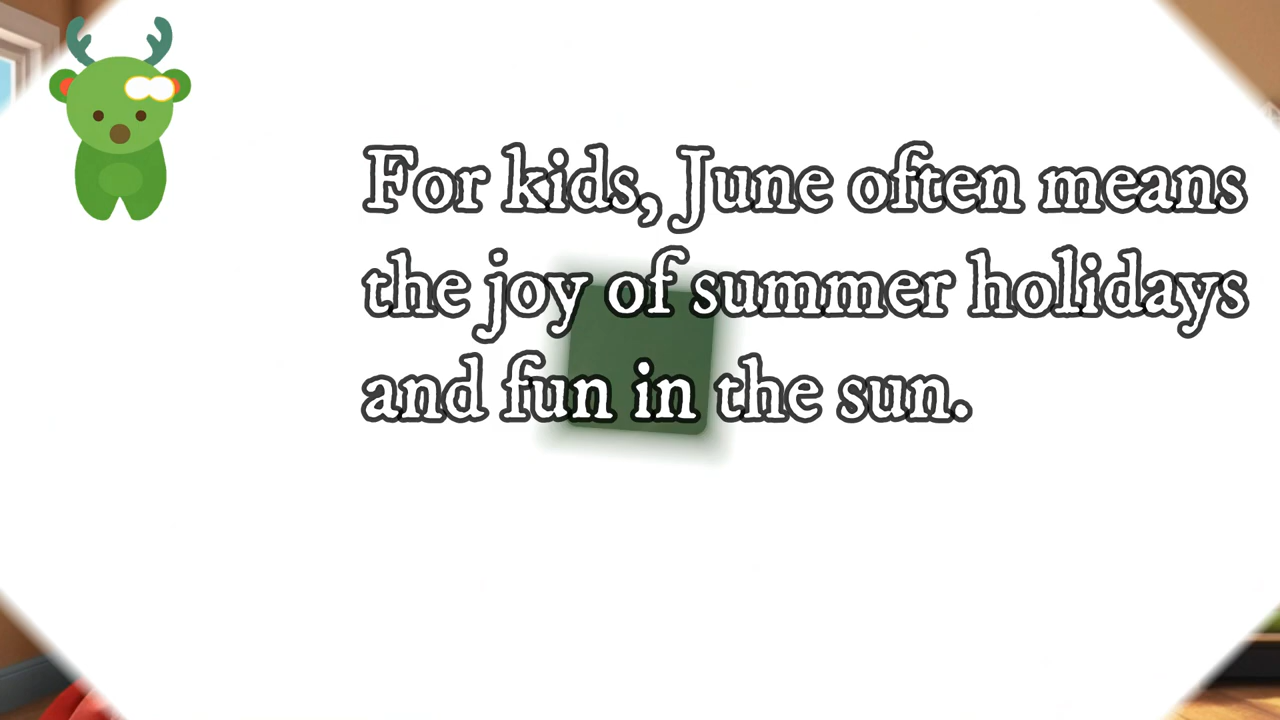 For kids, June often means
the joy of summer holidays
and fun in the sun.